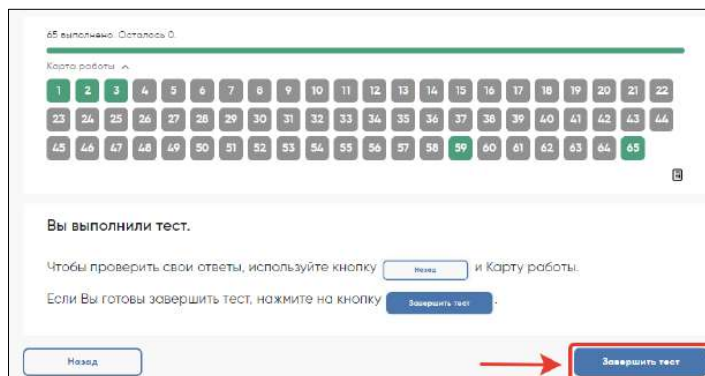 65 выполнено. Осталось 0.
Карта работы
1 2 3 4 5 6 7 8 9 10 11 12 13 14 15 16 17 18 19 20 21 22
23 24 25 26 27 28 29 30 31 32 33 34 35 36 37 38 39 40 41 42 43 44
45 46 47 48 49 50 51 52 53 54 55 56 57 58 59 60 61 62 63 64 65
Вы выполнили тест.
Чтобы проверить свои ответы, используйте кнопку Назад и Карту работы.
Если Вы готовы завершить тест, нажмите на кнопку Завершить тест .
Назад Завершить тест